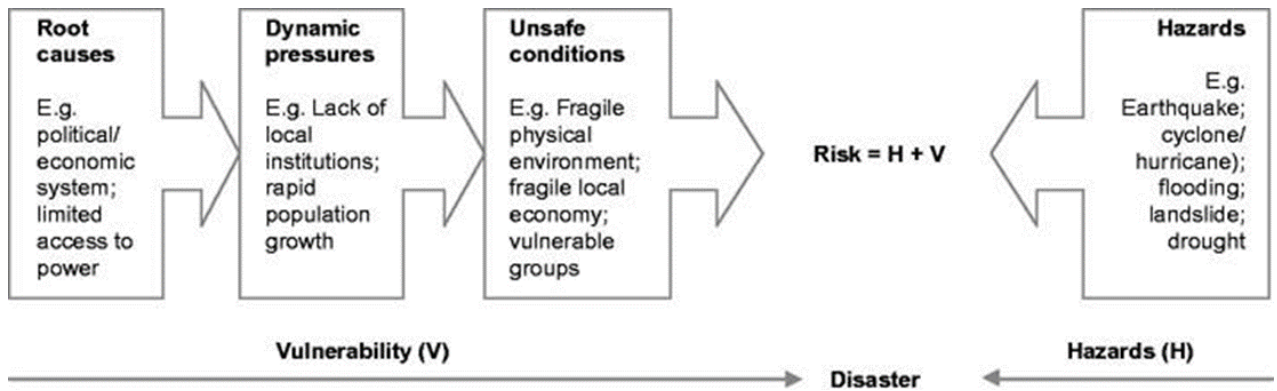 Root
causes
E.g.
political/
economic
system;
limited
access to
power
Dynamic
pressures
E.g. Lack of
local
institutions;
rapid
population
growth
Unsafe
conditions
E.g. Fragile
physical
environment;
fragile local
economy;
vulnerable
groups
Risk = H + V
Hazards
E.g.
Earthquake;
cyclone/
hurricane);
flooding;
landslide;
drought
Vulnerability (V)
Hazards (H)
Disaster